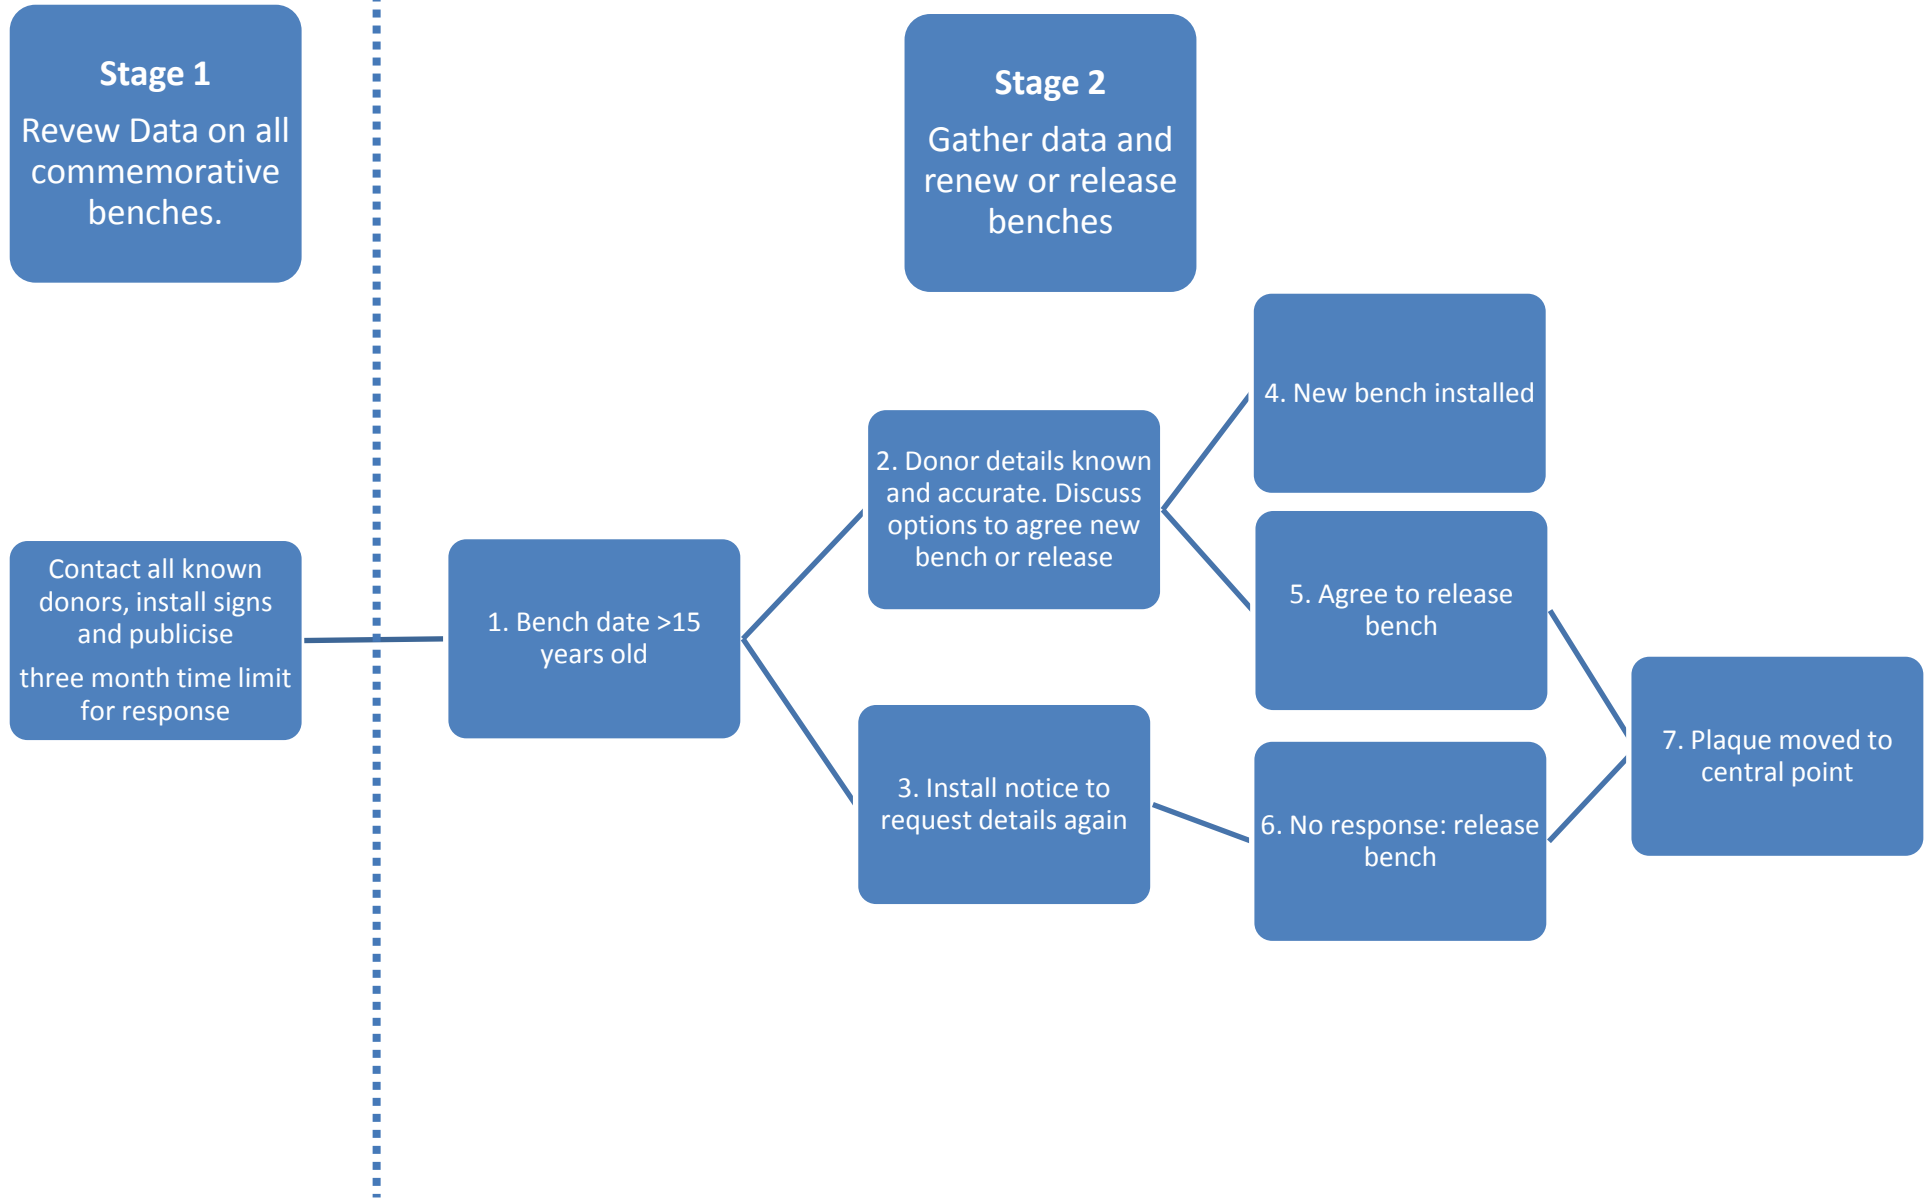 Stage 1
Revew Data on all
commemorative
benches.
Stage 2
Gather data and
renew or release
benches
Contact all known
donors, install signs
and publicise
three month time limit
for response
1. Bench date >15
years old
2. Donor details known
and accurate. Discuss
options to agree new
bench or release
3. Install notice to
request details again
4. New bench installed
5. Agree to release
bench
6. No response: release
bench
7. Plaque moved to
central point